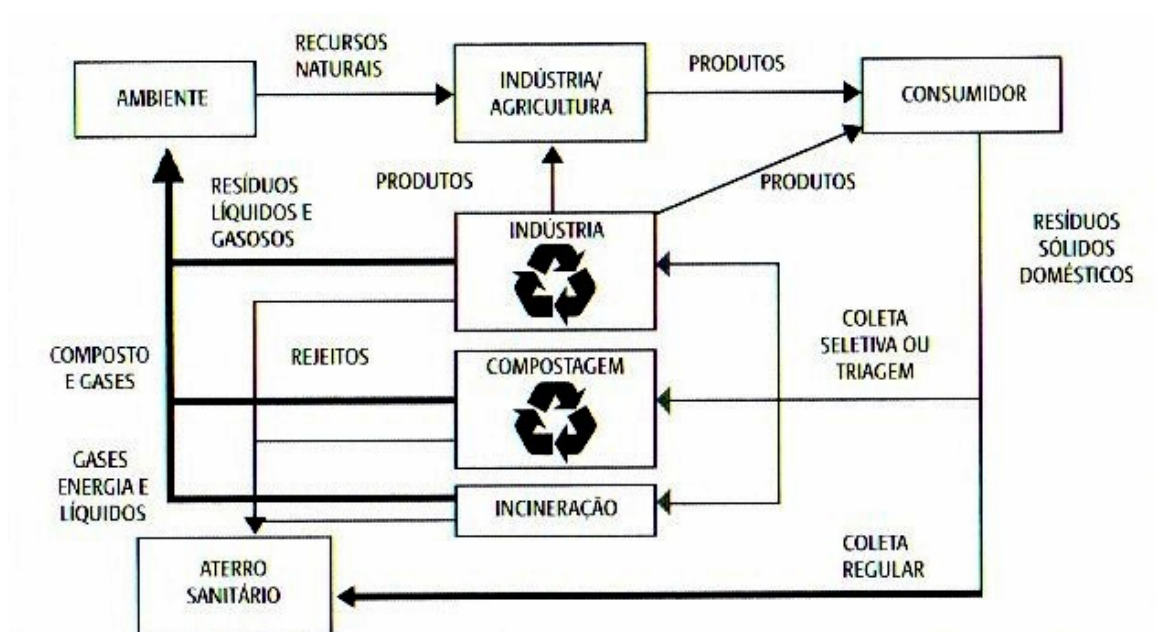 RECURSOS
NATURAIS
AMBIENTE
INDÚSTRIA/
AGRICULTURA
PRODUTOS
CONSUMIDOR
RESÍDUOS
LÍQUIDOS E
GASOSOS
PRODUTOS
PRODUTOS
INDÚSTRIA
RESÍDUOS
SÓLIDOS
DOMÉSTICOS
COMPOSTO
E GASES
REJEITOS
COMPOSTAGEM
COLETA
SELETIVA OU
TRIAGEM
GASES
ENERGIA E
LÍQUIDOS
INCINERAÇÃO
ATERRO
SANITÁRIO
COLETA
REGULAR